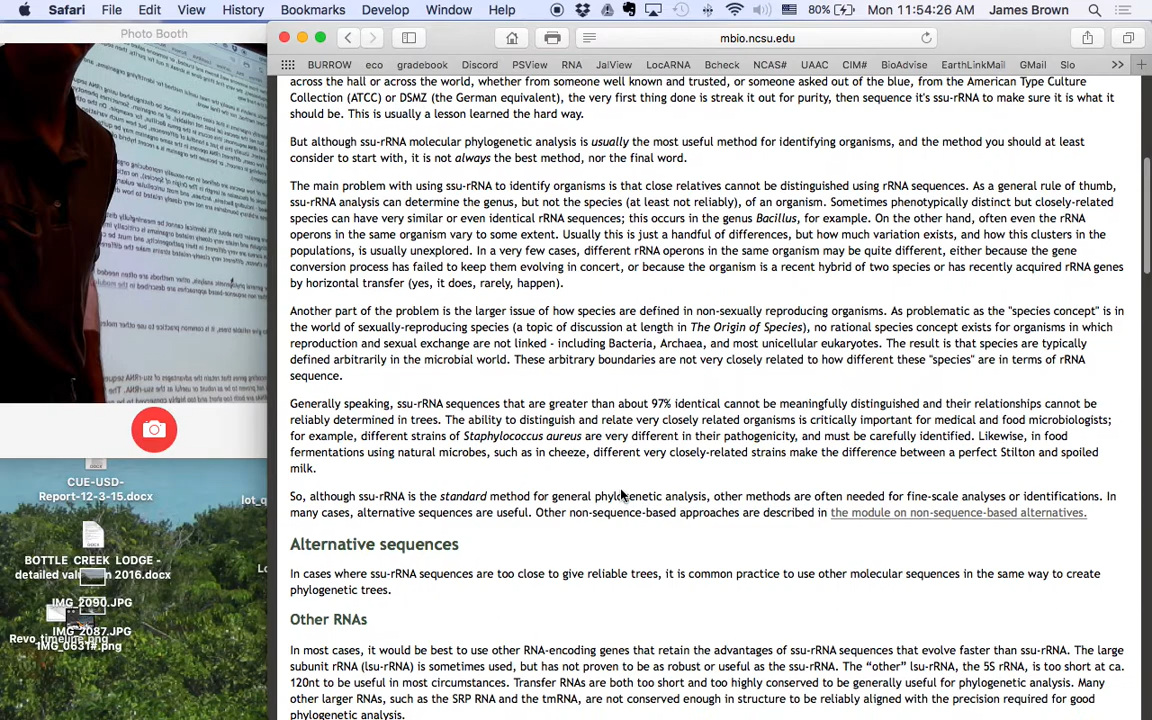 Safari File Edit View History Bookmarks Develop Window Help 80% Mon 11:54:26 AM James Brown
Photo Booth
mbio.ncsu.edu
BURROW eco gradebook Discord PSView RNA JalView LocARNA Bcheck NCAS# UAAC CIM# BioAdvise EarthLinkMail GMail Slo >> +
across the hall or across the world, whether from someone well known and trusted, or someone asked out of the blue, from the American Type Culture
Collection (ATCC) or DSMZ (the German equivalent), the very first thing done is streak it out for purity, then sequence it's ssu-rRNA to make sure it is what it
should be. This is usually a lesson learned the hard way.
But although ssu-rRNA molecular phylogenetic analysis is usually the most useful method for identifying organisms, and the method you should at least
consider to start with, it is not always the best method, nor the final word.
The main problem with using ssu-rRNA to identify organisms is that close relatives cannot be distinguished using rRNA sequences. As a general rule of thumb,
ssu-rRNA analysis can determine the genus, but not the species (at least not reliably), of an organism. Sometimes phenotypically distinct but closely-related
species can have very similar or even identical rRNA sequences; this occurs in the genus Bacillus, for example. On the other hand, often even the rRNA
operons in the same organism vary to some extent. Usually this is just a handful of differences, but how much variation exists, and how this clusters in the
populations, is usually unexplored. In a very few cases, different rRNA operons in the same organism may be quite different, either because the gene
conversion process has failed to keep them evolving in concert, or because the organism is a recent hybrid of two species or has recently acquired rRNA genes
by horizontal transfer (yes, it does, rarely, happen).
Another part of the problem is the larger issue of how species are defined in non-sexually reproducing organisms. As problematic as the "species concept" is in
the world of sexually-reproducing species (a topic of discussion at length in The Origin of Species), no rational species concept exists for organisms in which
reproduction and sexual exchange are not linked - including Bacteria, Archaea, and most unicellular eukaryotes. The result is that species are typically
defined arbitrarily in the microbial world. These arbitrary boundaries are not very closely related to how different these "species" are in terms of rRNA
sequence.
Generally speaking, ssu-rRNA sequences that are greater than about 97% identical cannot be meaningfully distinguished and their relationships cannot be
reliably determined in trees. The ability to distinguish and relate very closely related organisms is critically important for medical and food microbiologists;
for example, different strains of Staphylococcus aureus are very different in their pathogenicity, and must be carefully identified. Likewise, in food
fermentations using natural microbes, such as in cheeze, different very closely-related strains make the difference between a perfect Stilton and spoiled
milk.
So, although ssu-rRNA is the standard method for general phylogenetic analysis, other methods are often needed for fine-scale analyses or identifications. In
many cases, alternative sequences are useful. Other non-sequence-based approaches are described in the module on non-sequence-based alternatives.
Alternative sequences
In cases where ssu-rRNA sequences are too close to give reliable trees, it is common practice to use other molecular sequences in the same way to create
phylogenetic trees.
Other RNAs
In most cases, it would be best to use other RNA-encoding genes that retain the advantages of ssu-rRNA sequences that evolve faster than ssu-rRNA. The large
subunit rRNA (lsu-rRNA) is sometimes used, but has not proven to be as robust or useful as the ssu-rRNA. The “other” lsu-rRNA, the 5S rRNA, is too short at ca.
120nt to be useful in most circumstances. Transfer RNAs are both too short and too highly conserved to be generally useful for phylogenetic analysis. Many
other larger RNAs, such as the SRP RNA and the tmRNA, are not conserved enough in structure to be reliably aligned with the precision required for good
phylogenetic analysis.
CUE-USD-
Report-12-3-15.docx
BOTTLE CREEK LODGE -
2016.docx
IMG_2090.JPG
IMG_2087.JPG